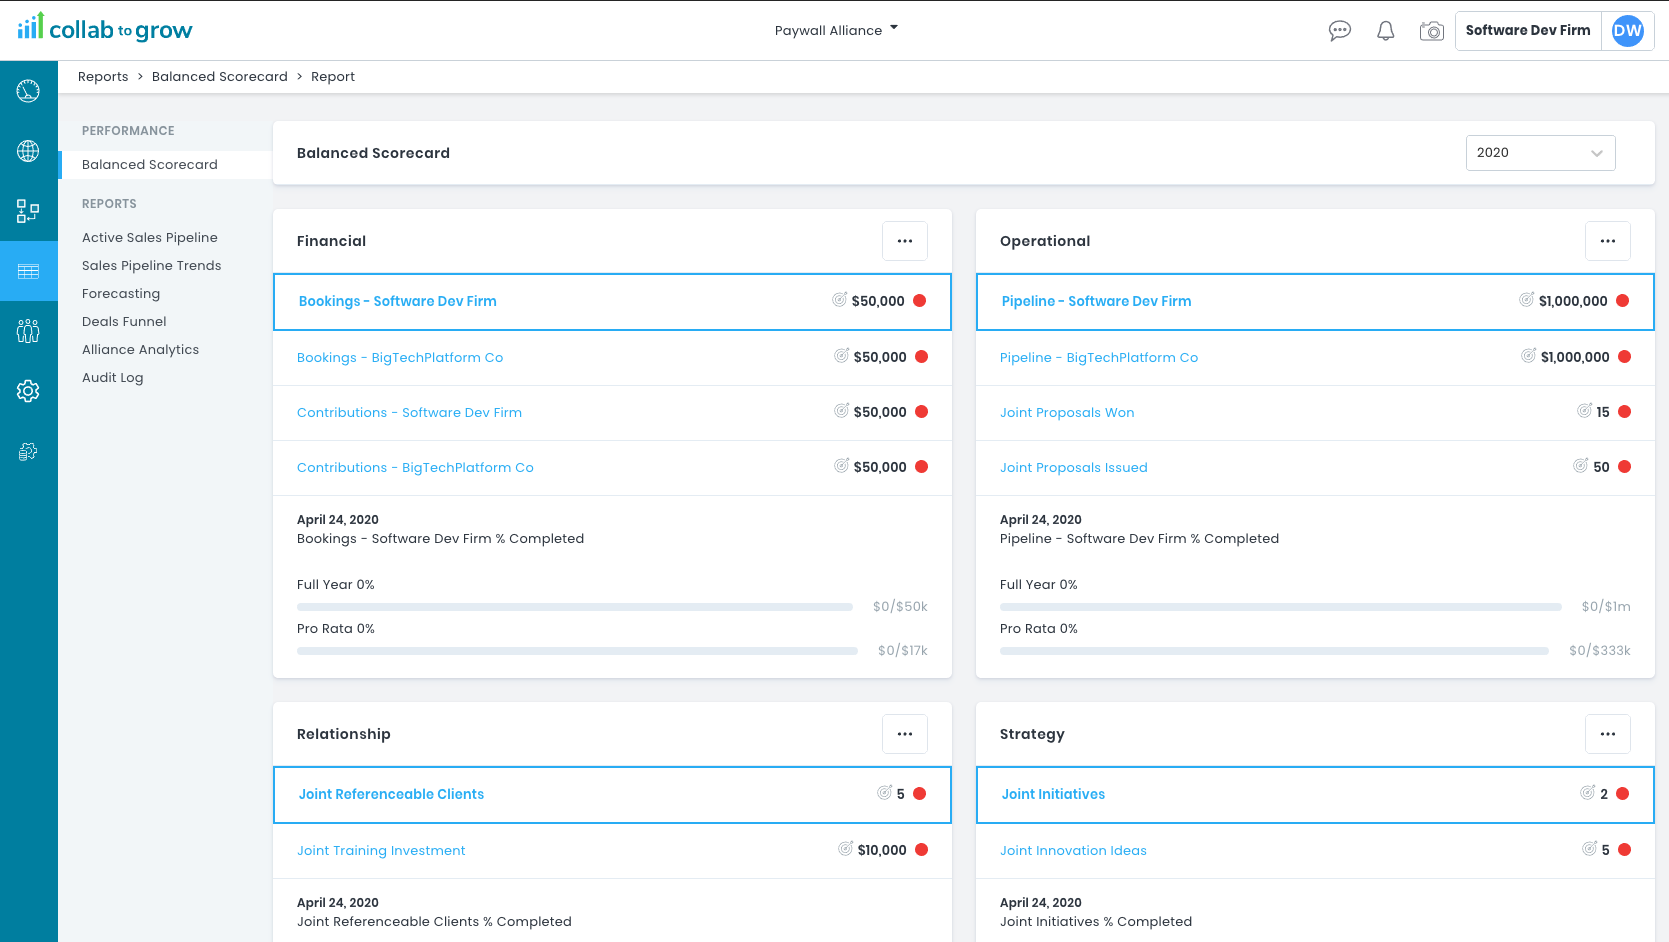 collab to grow
Paywall Alliance
Software Dev Firm
DW
Reports > Balanced Scorecard > Report
PERFORMANCE
Balanced Scorecard
REPORTS
Active Sales Pipeline
Sales Pipeline Trends
Forecasting
Deals Funnel
Alliance Analytics
Audit Log
Balanced Scorecard
2020
Financial
...
Bookings - Software Dev Firm $50,000
Bookings - BigTechPlatform Co $50,000
Contributions - Software Dev Firm $50,000
Contributions - BigTechPlatform Co $50,000
April 24, 2020
Bookings - Software Dev Firm % Completed
Full Year 0%
$0/$50k
Pro Rata 0%
$0/$17k
Operational
...
Pipeline - Software Dev Firm $1,000,000
Pipeline - BigTechPlatform Co $1,000,000
Joint Proposals Won 15
Joint Proposals Issued 50
April 24, 2020
Pipeline - Software Dev Firm % Completed
Full Year 0%
$0/$1m
Pro Rata 0%
$0/$333k
Relationship
...
Joint Referenceable Clients 5
Joint Training Investment $10,000
April 24, 2020
Joint Referenceable Clients % Completed
Strategy
...
Joint Initiatives 2
Joint Innovation Ideas 5
April 24, 2020
Joint Initiatives % Completed